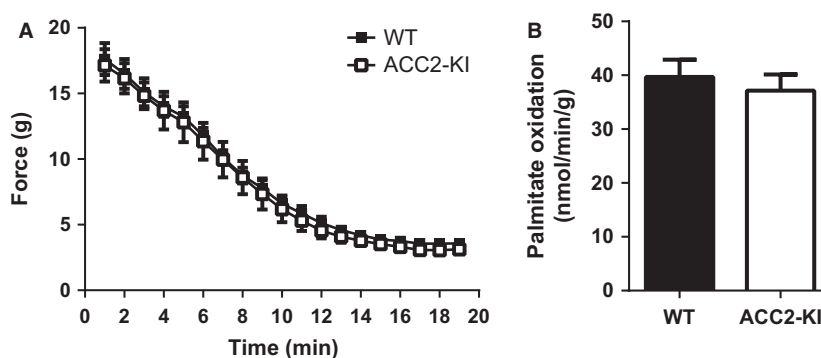 A
WT
ACC2-KI
Force (g)
20
15
10
5
0
0 2 4 6 8 10 12 14 16 18 20
Time (min)
B
Palmitate oxidation
(nmol/min/g)
50
40
30
20
10
0
WT ACC2-KI